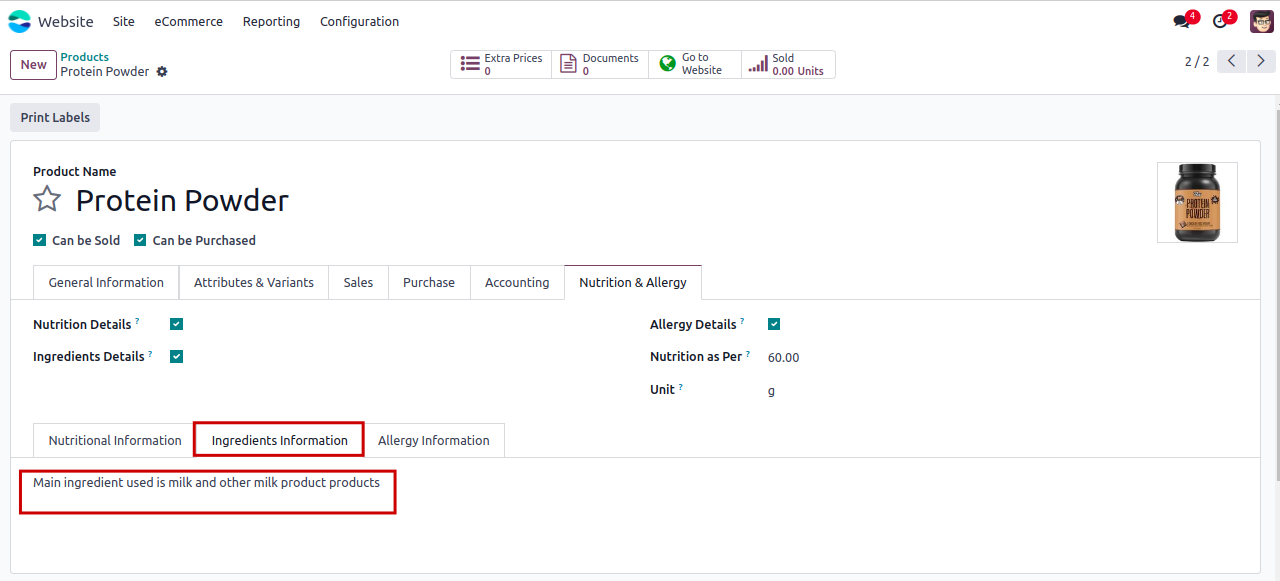 Website Site eCommerce Reporting Configuration 4 2
New Products Extra Prices Documents Go to Sold
Protein Powder 0 0 Website 0.00 Units 2 / 2
Print Labels
Product Name
Protein Powder
PROTEIN
POWDER
Can be Sold Can be Purchased
General Information Attributes & Variants Sales Purchase Accounting Nutrition & Allergy
Nutrition Details ? Allergy Details ?
Ingredients Details ? Nutrition as Per ? 60.00
Unit ? g
Nutritional Information Ingredients Information Allergy Information
Main ingredient used is milk and other milk product products